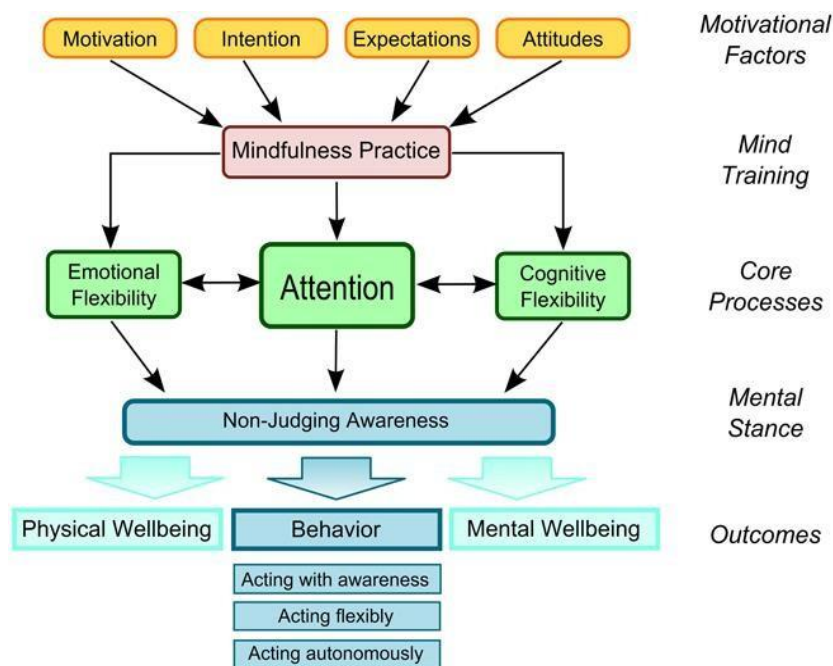 Motivation
Intention
Expectations
Attitudes
Motivational
Factors
Mindfulness Practice
Mind
Training
Emotional
Flexibility
Attention
Cognitive
Flexibility
Core
Processes
Non-Judging Awareness
Mental
Stance
Physical Wellbeing
Behavior
Mental Wellbeing
Outcomes
Acting with awareness
Acting flexibly
Acting autonomously